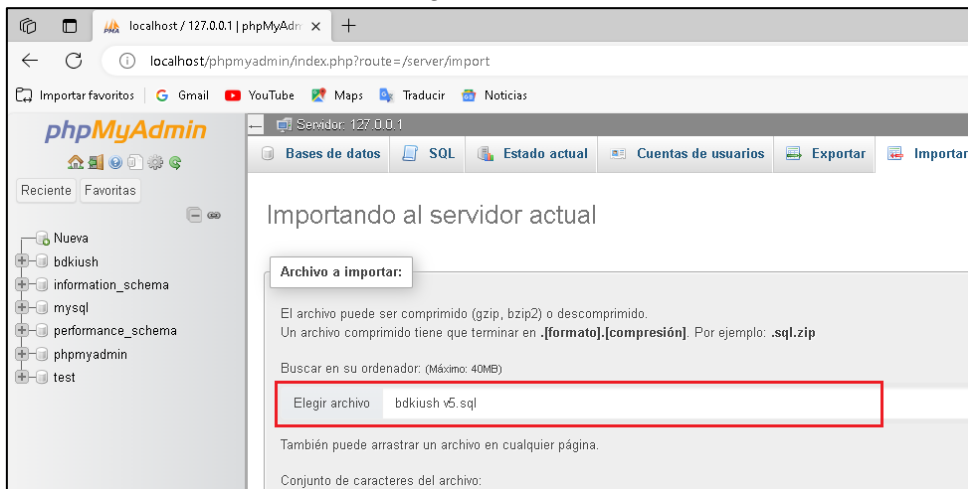 localhost / 127.0.0.1 | phpMyAdn
localhost/phpmyadmin/index.php?route=/server/import
Importar favoritos
Gmail
YouTube
Maps
Traducir
Noticias
phpMyAdmin
Reciente
Favoritas
Nueva
bdkiush
information_schema
mysql
performance_schema
phpmyadmin
test
Servidor: 127.0.0.1
Bases de datos
SQL
Estado actual
Cuentas de usuarios
Exportar
Importar
Importando al servidor actual
Archivo a importar:
El archivo puede ser comprimido (gzip, bzip2) o descomprimido.
Un archivo comprimido tiene que terminar en .[formato].[compresión]. Por ejemplo: .sql.zip
Buscar en su ordenador: (Máximo: 40MB)
Elegir archivo bdkiush v5.sql
También puede arrastrar un archivo en cualquier página.
Conjunto de caracteres del archivo: